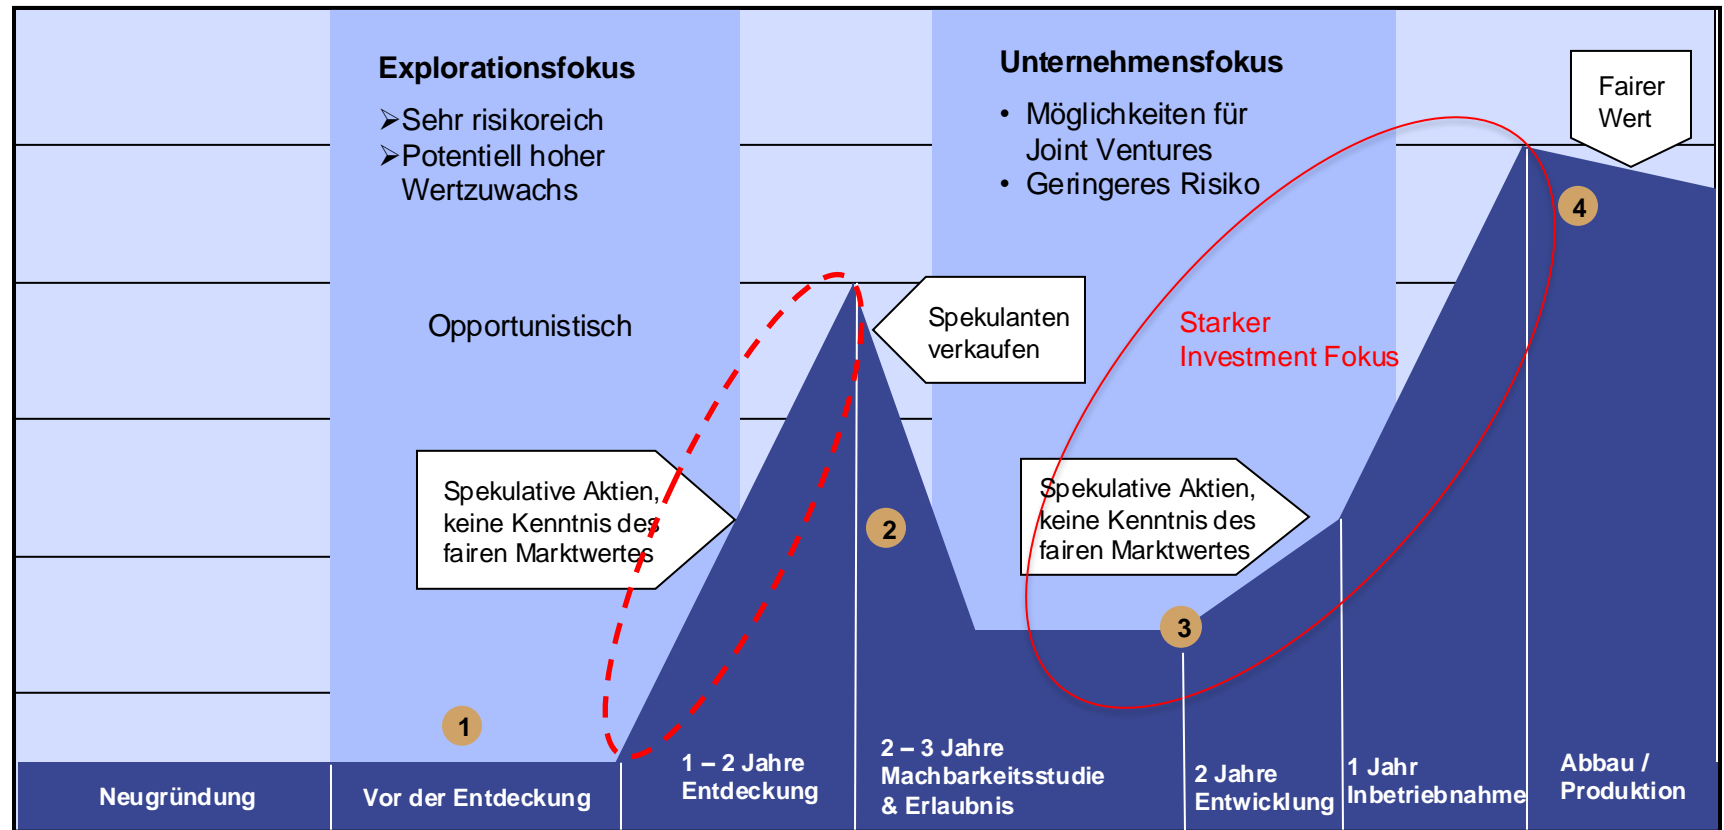 Explorationsfokus
➢Sehr risikoreich
➢Potentiell hoher
Wertzuwachs
Unternehmensfokus
• Möglichkeiten für
Joint Ventures
• Geringeres Risiko
Fairer
Wert
4
Opportunistisch
Spekulanten
verkaufen
Starker
Investment Fokus
Spekulative Aktien,
keine Kenntnis des
fairen Marktwertes
2
Spekulative Aktien,
keine Kenntnis des
fairen Marktwertes
3
1
Neugründung
Vor der Entdeckung
1 – 2 Jahre
Entdeckung
2 – 3 Jahre
Machbarkeitsstudie
& Erlaubnis
2 Jahre
Entwicklung
1 Jahr
Inbetriebnahme
Abbau /
Produktion